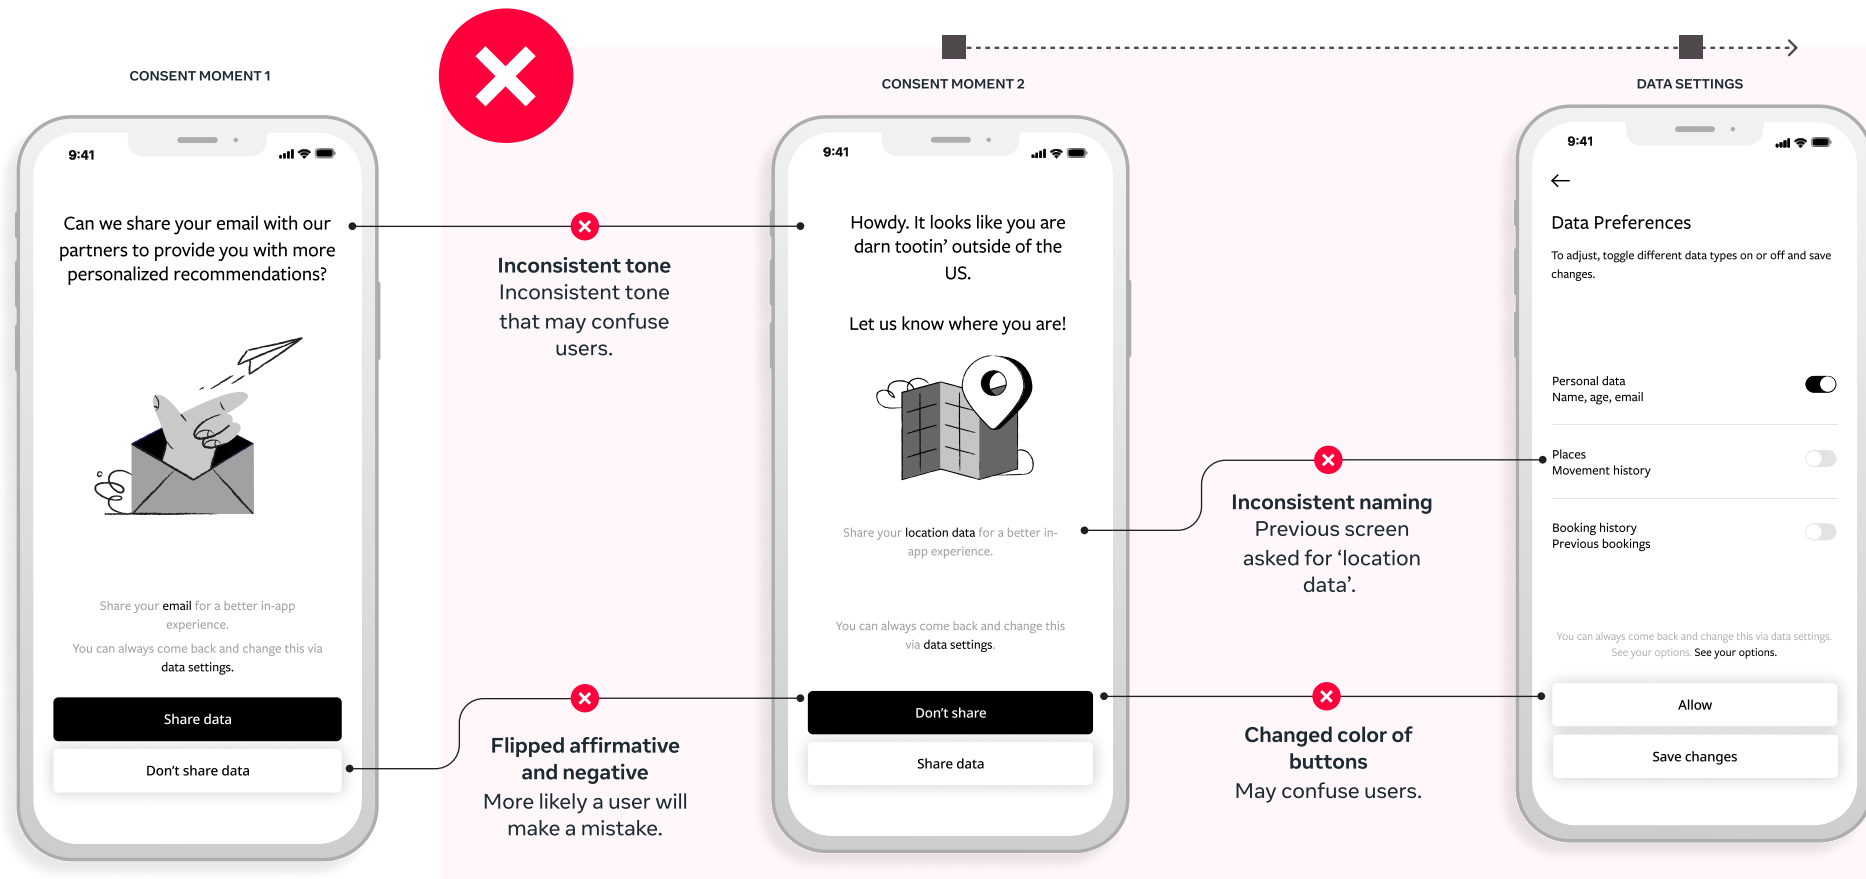 CONSENT MOMENT 1
9:41
Can we share your email with our
partners to provide you with more
personalized recommendations?
Share your email for a better in-app
experience.
You can always come back and change this via
data settings.
Share data
Don't share data
Inconsistent tone
Inconsistent tone
that may confuse
users.
Flipped affirmative
and negative
More likely a user will
make a mistake.
CONSENT MOMENT 2
9:41
Howdy. It looks like you are
darn tootin’ outside of the
US.
Let us know where you are!
Share your location data for a better in-
app experience.
You can always come back and change this
via data settings.
Don’t share
Share data
Inconsistent naming
Previous screen
asked for ‘location
data’.
Changed color of
buttons
May confuse users.
DATA SETTINGS
9:41
Data Preferences
To adjust, toggle different data types on or off and save
changes.
Personal data
Name, age, email
Places
Movement history
Booking history
Previous bookings
You can always come back and change this via data settings.
See your options. See your options.
Allow
Save changes